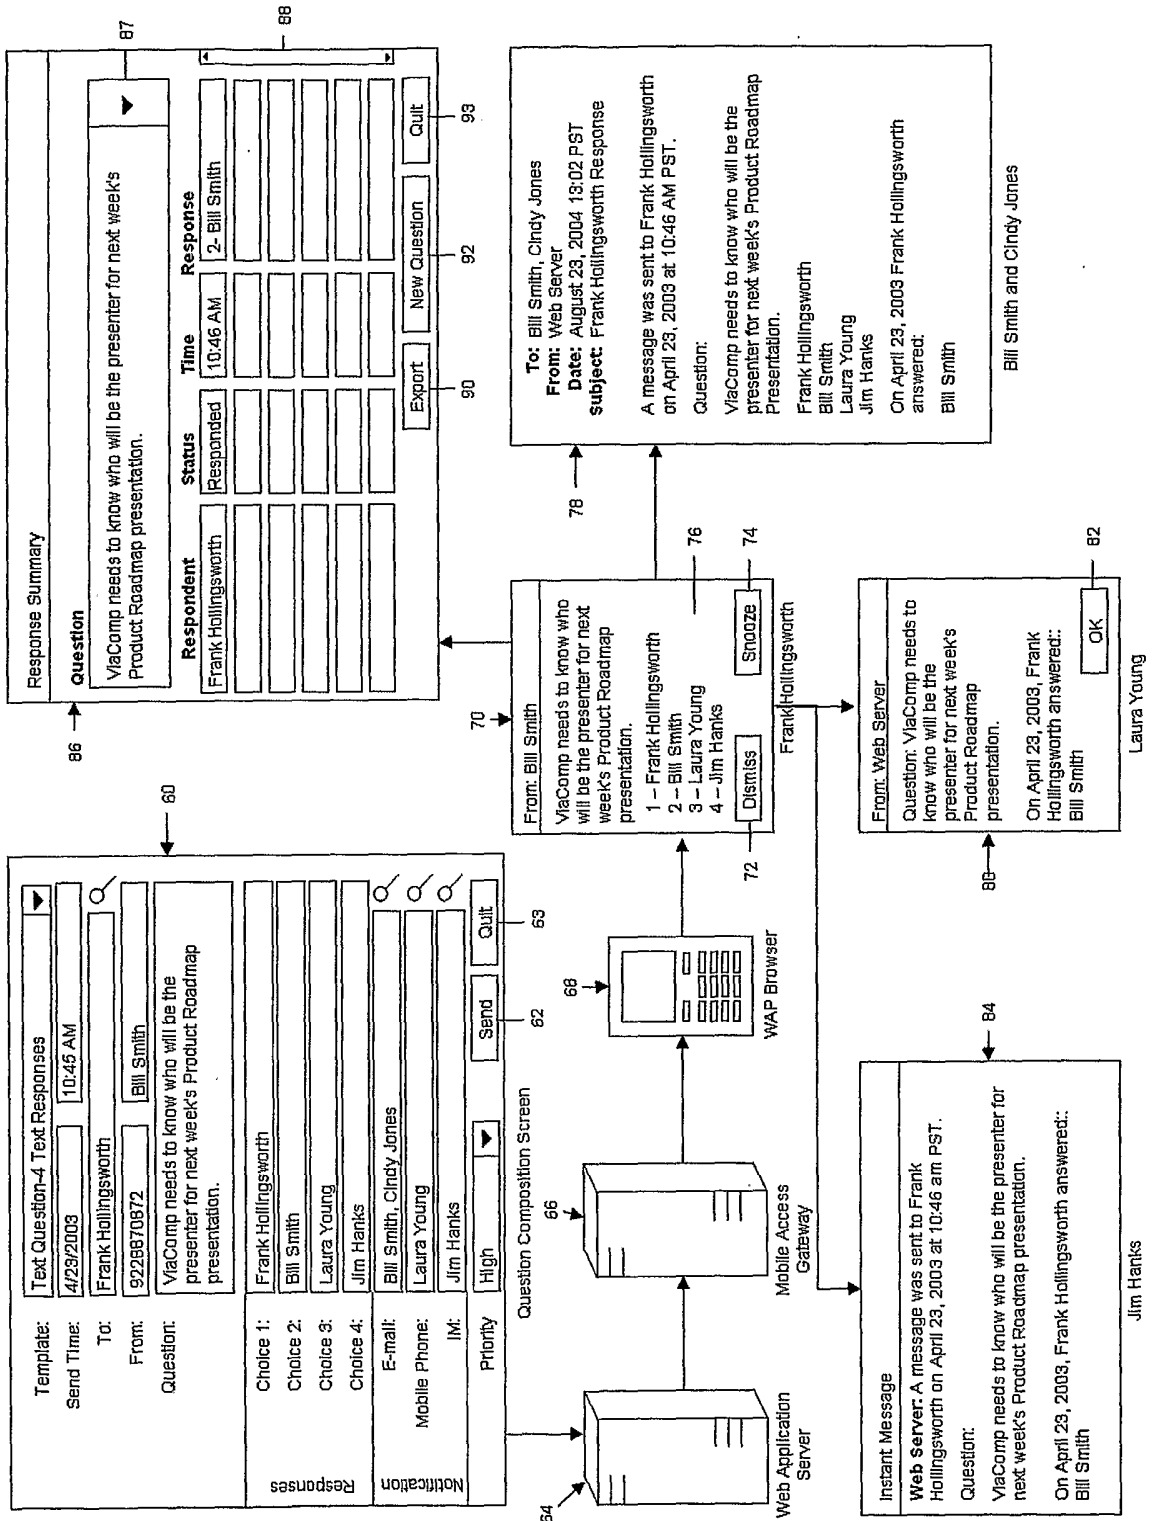 Template:
Text Question-4 Text Responses
Send Time:
4/23/2003
10:45 AM
To:
Frank Hollingsworth
From:
9228870872
Bill Smith
Question:
ViaComp needs to know who will be the
presenter for next week's Product Roadmap
presentation.
Responses
Choice 1:
Frank Hollingsworth
Choice 2:
Bill Smith
Choice 3:
Laura Young
Choice 4:
Jim Hanks
Notification
E-mail:
Bill Smith, Cindy Jones
Mobile Phone:
Laura Young
IM:
Jim Hanks
Priority
High
Send
Quit
60
62
63
Question Composition Screen
64
Web Application
Server
66
Mobile Access
Gateway
68
WAP Browser
70
From: Bill Smith
ViaComp needs to know who
will be the presenter for next
week's Product Roadmap
presentation.
1 – Frank Hollingsworth
2 – Bill Smith
3 – Laura Young
4 – Jim Hanks
Dismiss
Snooze
72
76
74
Frank Hollingsworth
86
Response Summary
Question
ViaComp needs to know who will be the presenter for next week's
Product Roadmap presentation.
87
Respondent
Status
Time
Response
Frank Hollingsworth
Responded
10:46 AM
2- Bill Smith
88
Export
New Question
Quit
90
92
93
78
To: Bill Smith, Cindy Jones
From: Web Server
Date: August 23, 2004 13:02 PST
Subject: Frank Hollingsworth Response
A message was sent to Frank Hollingsworth
on April 23, 2003 at 10:46 AM PST.
Question:
ViaComp needs to know who will be the
presenter for next week's Product Roadmap
Presentation.
Frank Hollingsworth
Bill Smith
Laura Young
Jim Hanks
On April 23, 2003 Frank Hollingsworth
answered:
Bill Smith
Bill Smith and Cindy Jones
80
From: Web Server
Question: ViaComp needs to
know who will be the
presenter for next week's
Product Roadmap
presentation.
On April 23, 2003, Frank
Hollingsworth answered::
Bill Smith
OK
82
Laura Young
84
Instant Message
Web Server: A message was sent to Frank
Hollingsworth on April 23, 2003 at 10:46 am PST.
Question:
ViaComp needs to know who will be the presenter for
next week's Product Roadmap presentation.
On April 23, 2003, Frank Hollingsworth answered::
Bill Smith
Jim Hanks